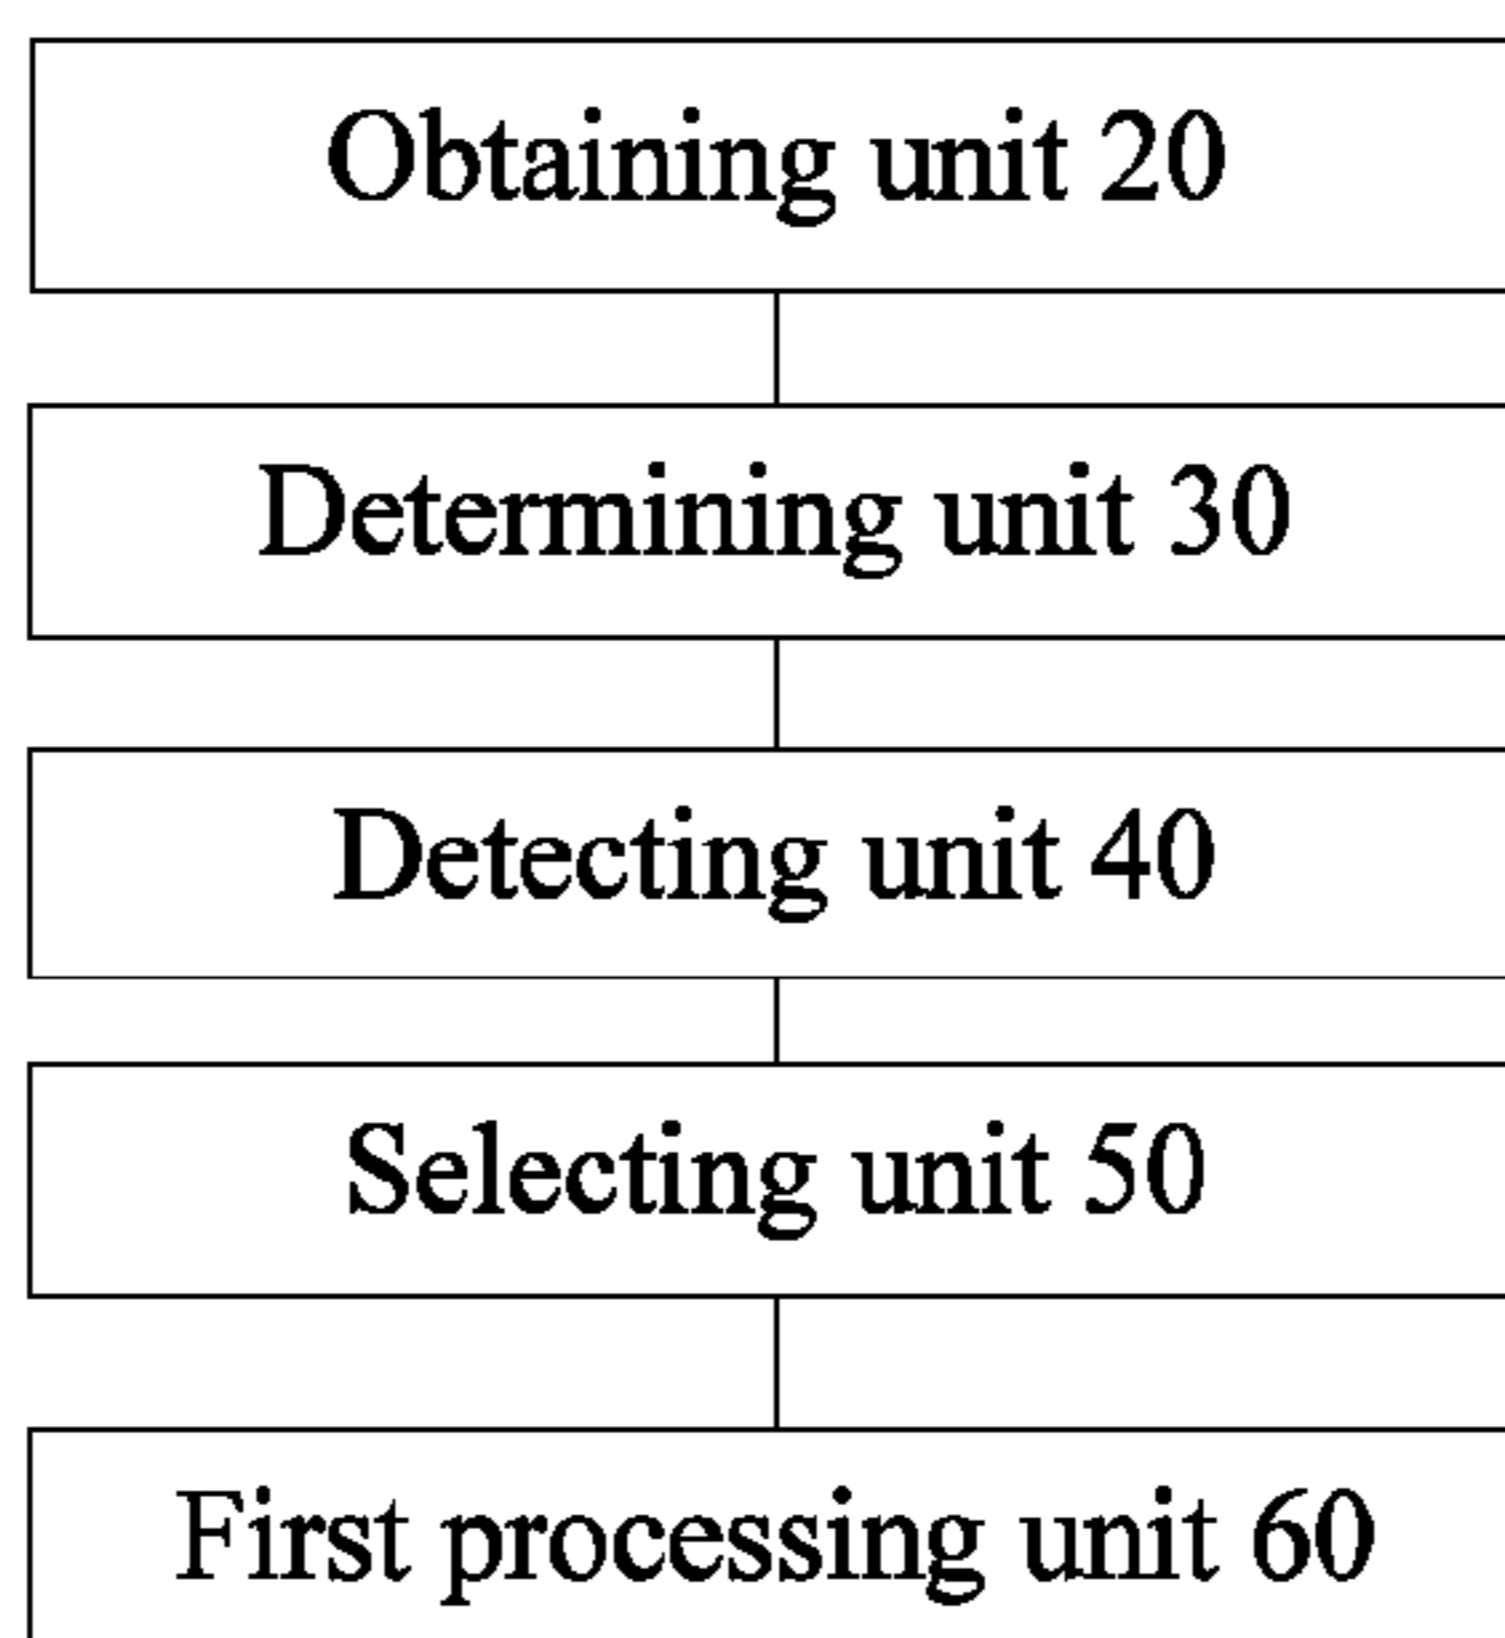 Obtaining unit 20
Determining unit 30
Detecting unit 40
Selecting unit 50
First processing unit 60